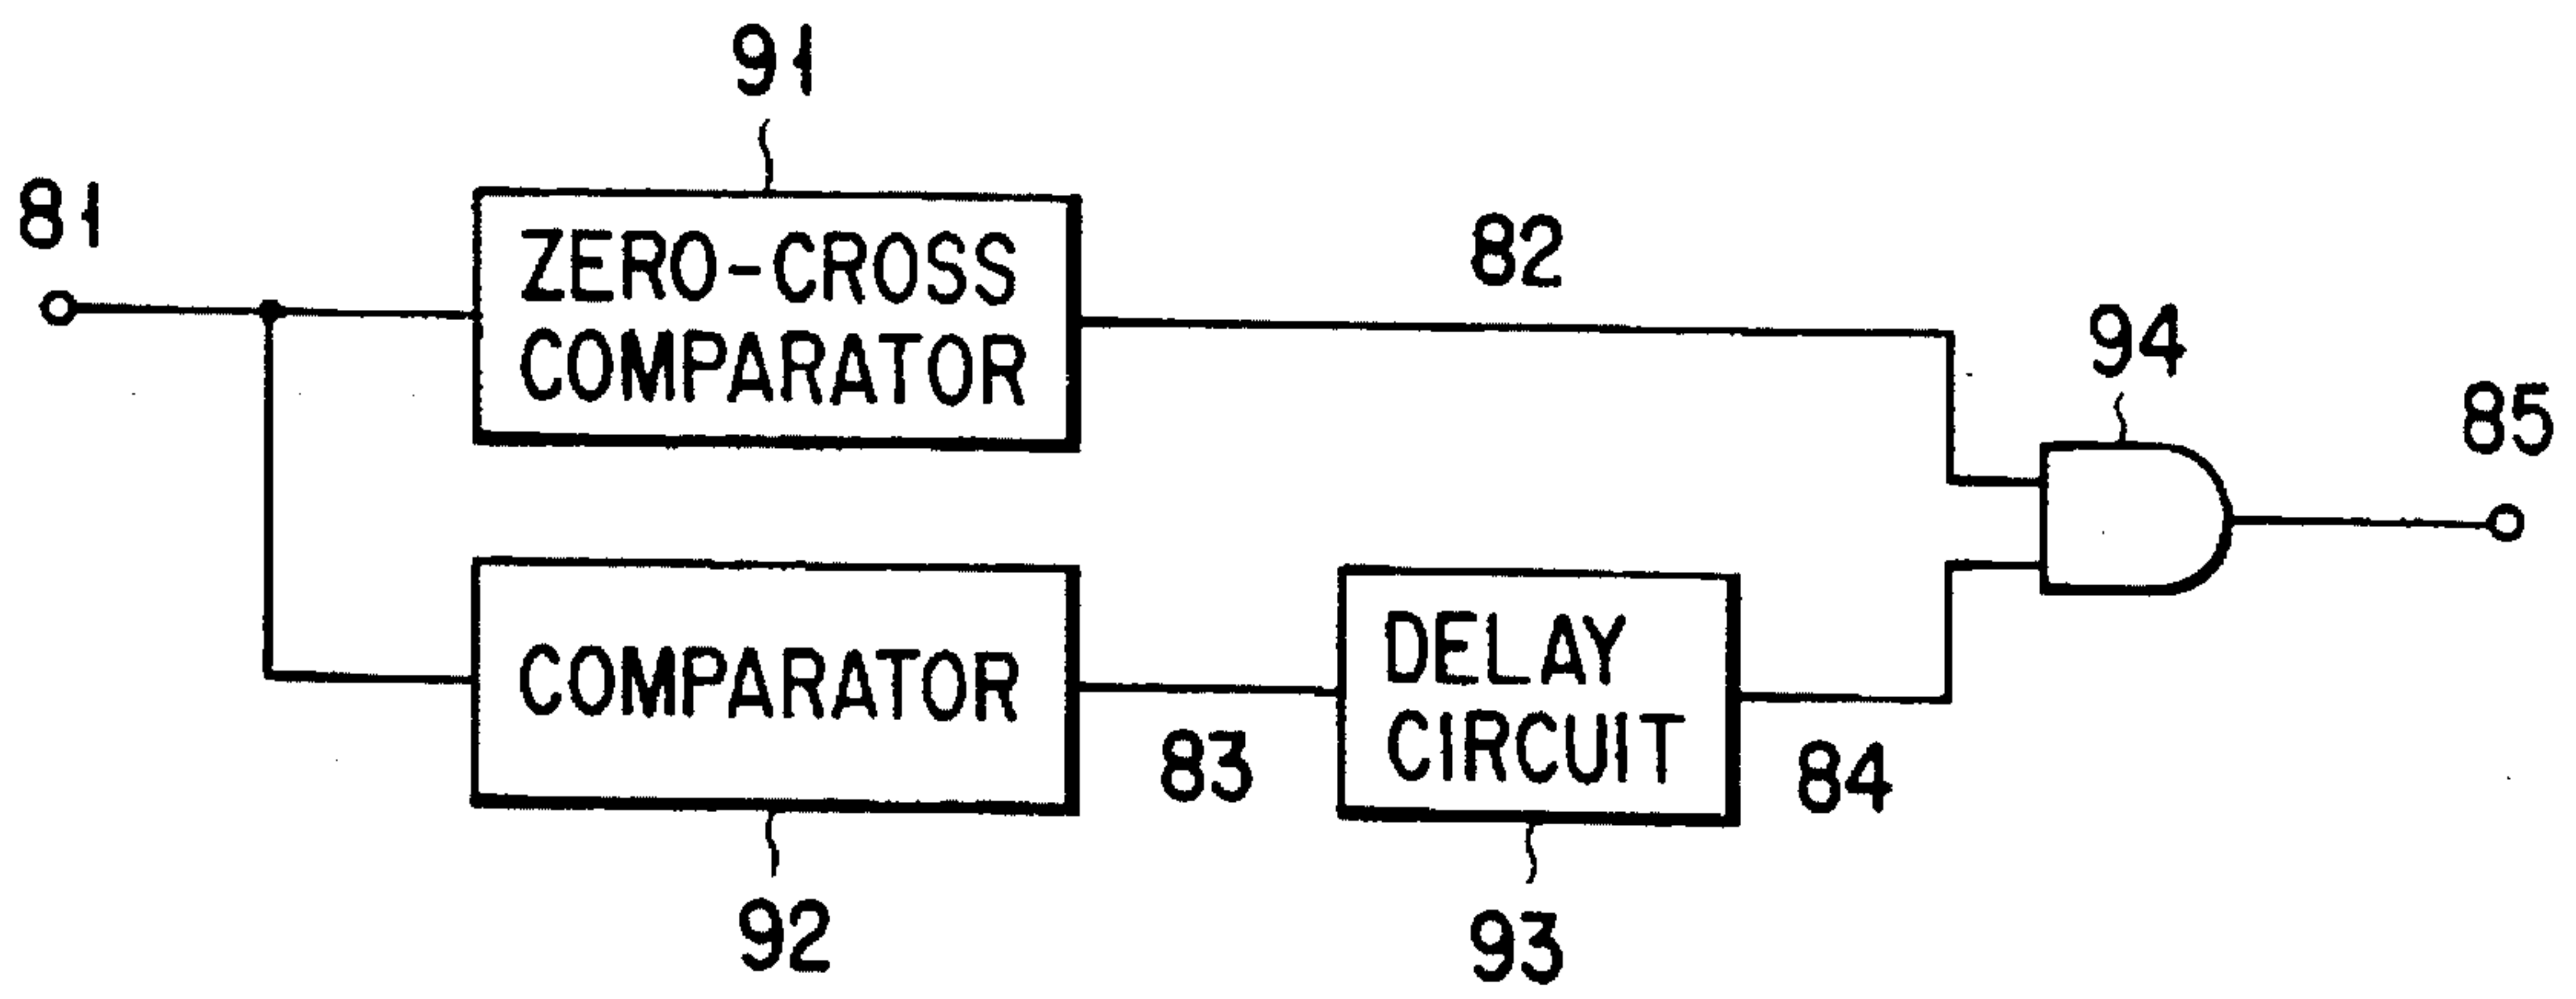 91
81
ZERO-CROSS
COMPARATOR
82
94
85
COMPARATOR
83
DELAY
CIRCUIT
84
92
93